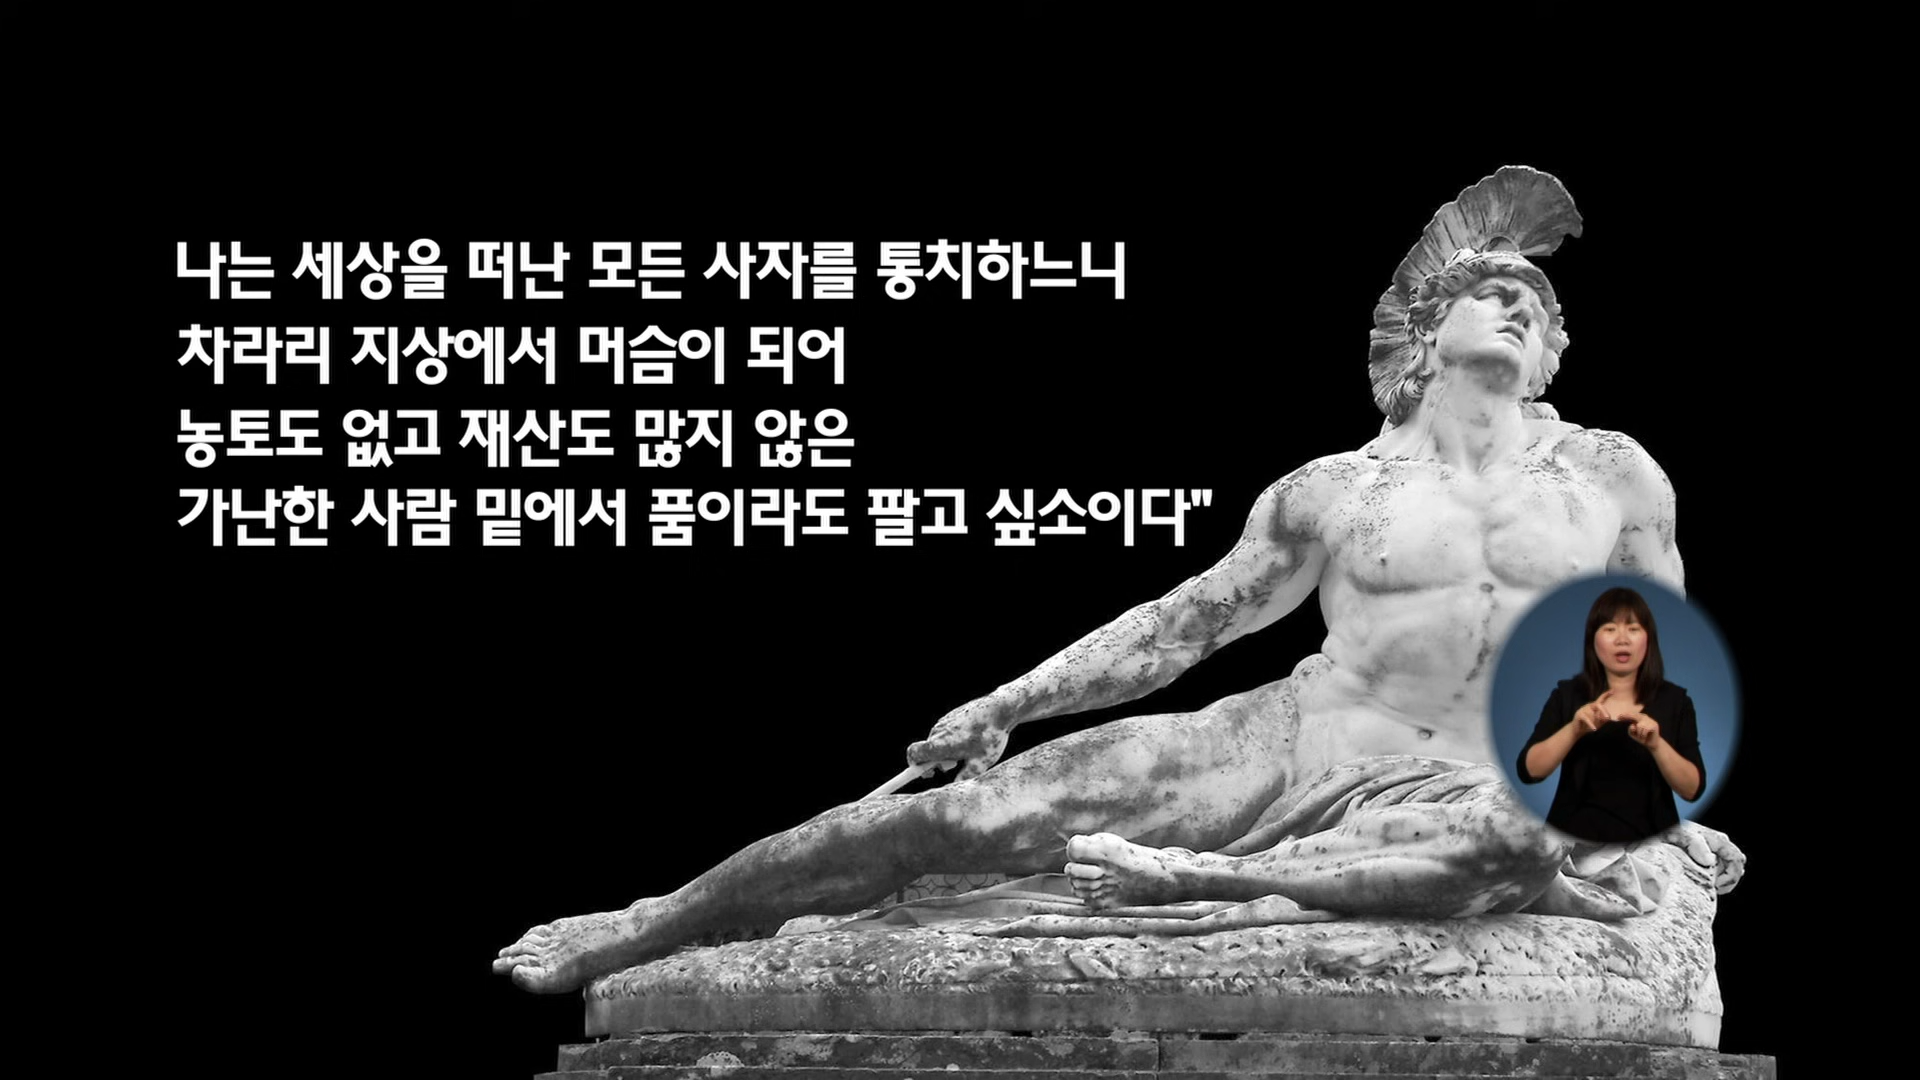 나는 세상을 떠난 모든 사자를 통치하느니
차라리 지상에서 머슴이 되어
농토도 없고 재산도 많지 않은
가난한 사람 밑에서 품이라도 팔고 싶소이다"